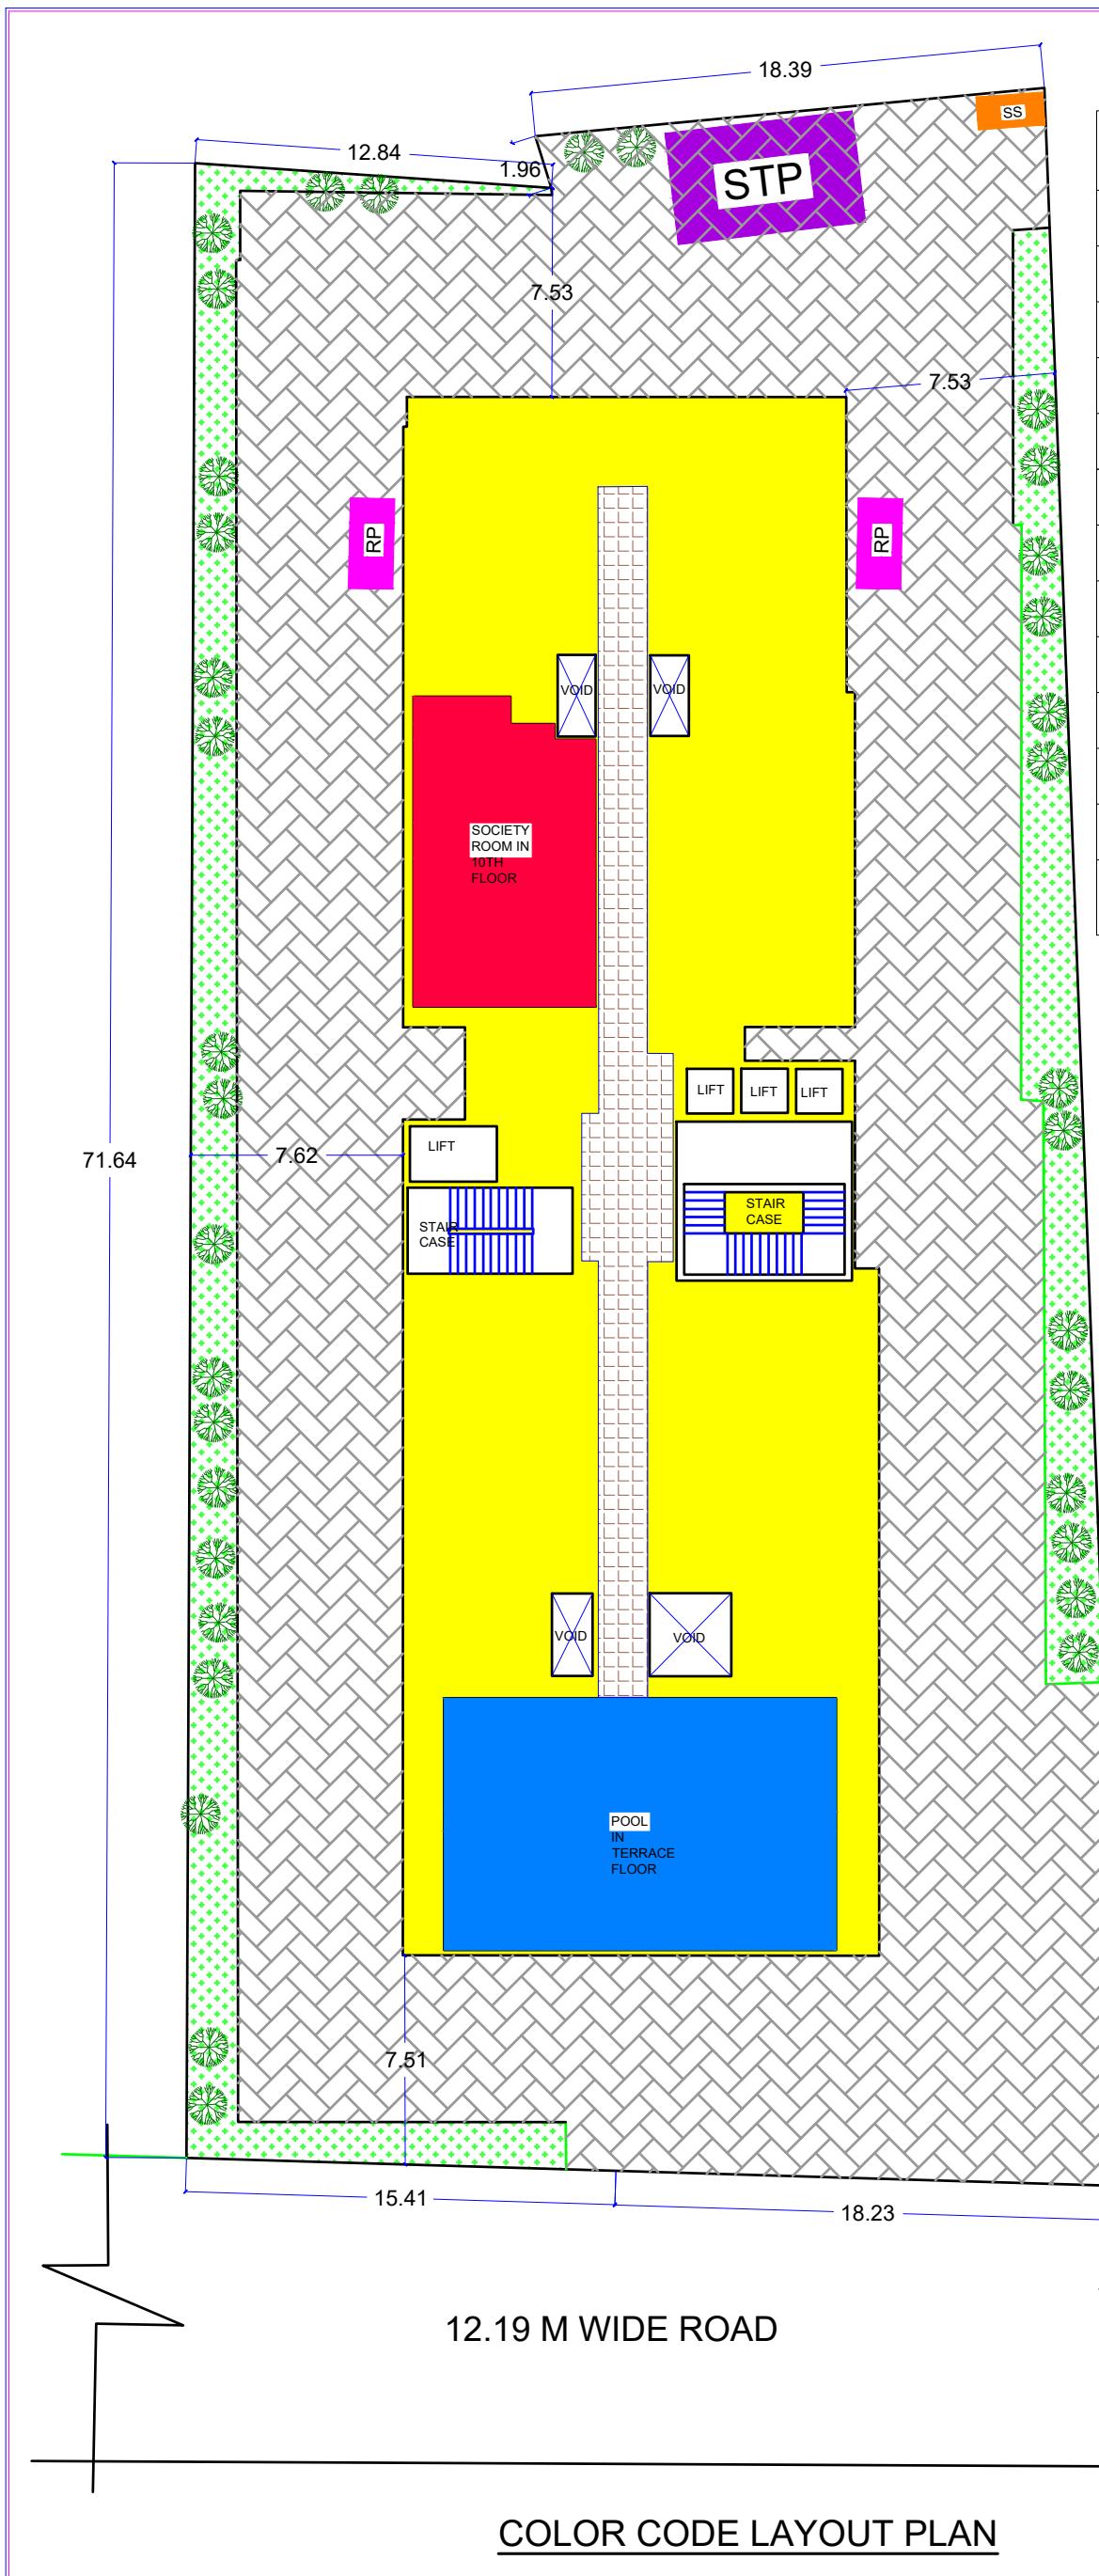 18.39
SS
12.84
1.96
STP
7.53
7.53
RP
RP
VOID
VOID
SOCIETY
ROOM IN
10TH
FLOOR
LIFT
LIFT
LIFT
LIFT
71.64
7.62
STAIR
CASE
STAIR
CASE
VOID
VOID
POOL
IN
TERRACE
FLOOR
7.51
15.41
18.23
12.19 M WIDE ROAD
COLOR CODE LAYOUT PLAN